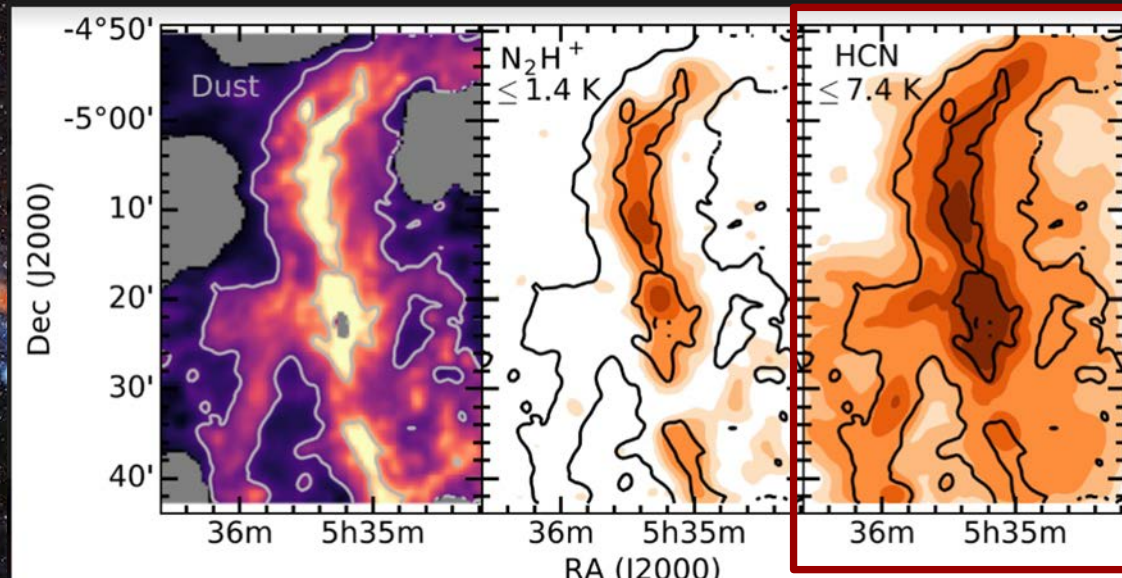 -4°50'
-5°00'
10'
20'
30'
40'
Dec (J2000)
Dust
N₂H⁺
≤ 1.4 K
HCN
≤ 7.4 K
36m 5h35m
36m 5h35m
36m 5h35m
RA (J2000)